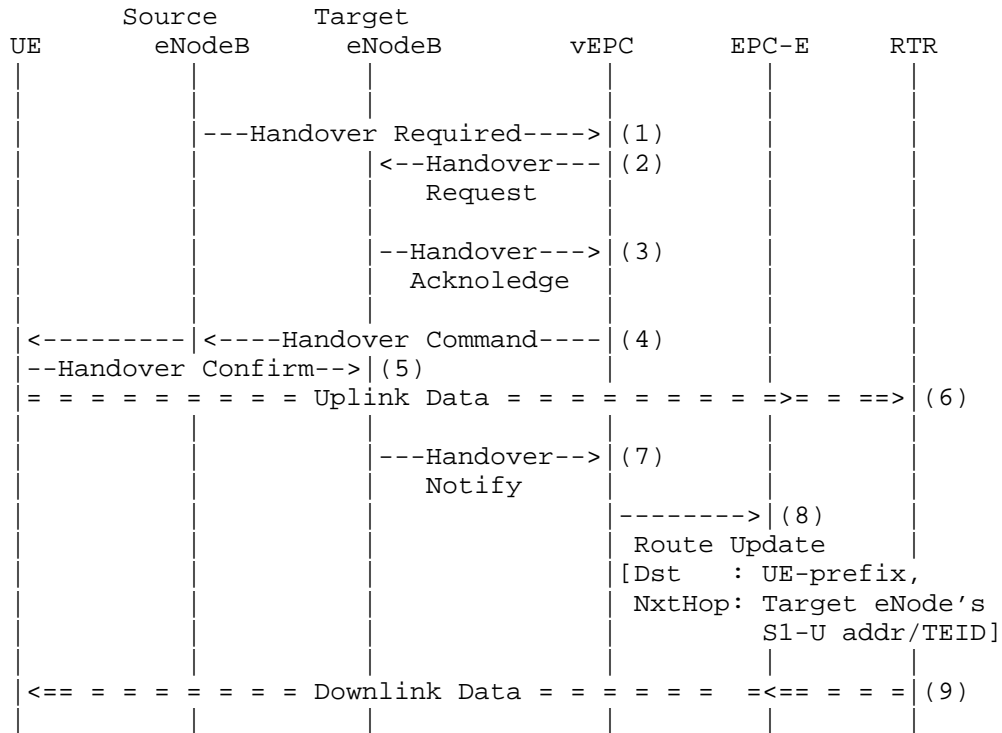 Source Target
UE eNodeB eNodeB vEPC EPC-E RTR
---Handover Required---->|(1)
<--Handover---|(2)
Request
--Handover--->|(3)
Acknoledge
<---------|<----Handover Command----|(4)
--Handover Confirm-->|(5)
= = = = = = = = = Uplink Data = = = = = = = = =>= = ==>|(6)
---Handover-->|(7)
Notify
-------->|(8)
Route Update
[Dst : UE-prefix,
NxtHop: Target eNode's
S1-U addr/TEID]
<== = = = = = = = Downlink Data = = = = = = =<== = = =|(9)